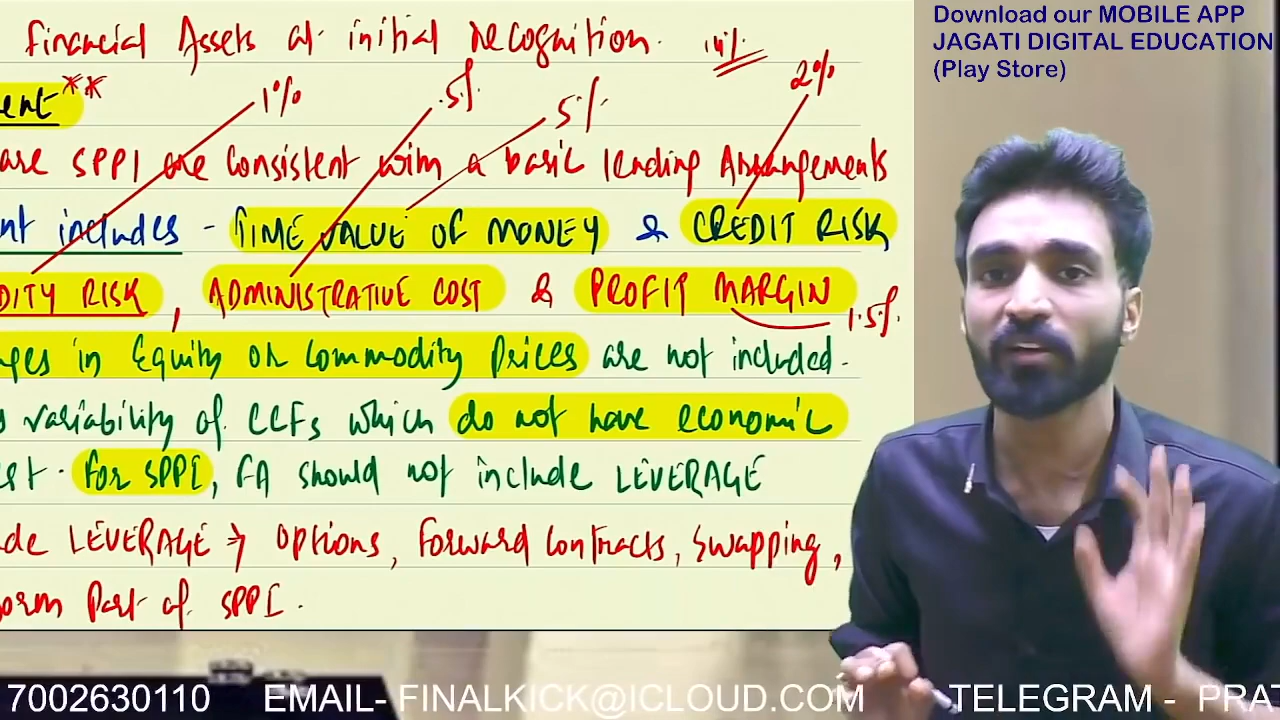 financial Assets at initial recognition.
ent**
1%
.5%
5%
2%
are SPPI are Consistent with a basic lending Arrangements
nt includes - TIME VALUE OF MONEY & CREDIT RISK
DITY RISK, ADMINISTRATIVE COST & PROFIT MARGIN
1.5%
ges in Equity or Commodity Prices are not included.
variability of CCFs which do not have economic
est. for SPPI, FA should not include LEVERAGE
de LEVERAGE → Options, forward Contracts, Swapping,
form Part of SPPI.
Download our MOBILE APP
JAGATI DIGITAL EDUCATION
(Play Store)
7002630110 EMAIL- FINALKICK@ICLOUD.COM TELEGRAM - PRAT